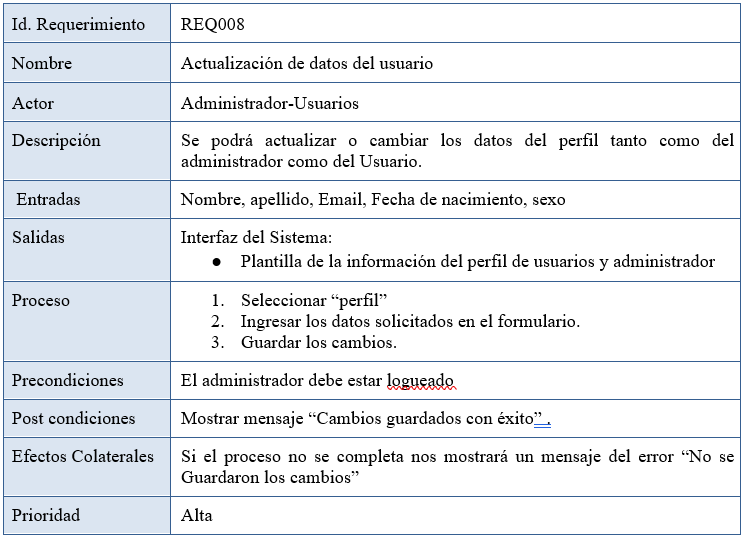 Id. Requerimiento REQ008
Nombre Actualización de datos del usuario
Actor Administrador-Usuarios
Descripción Se podrá actualizar o cambiar los datos del perfil tanto como del
administrador como del Usuario.
Entradas Nombre, apellido, Email, Fecha de nacimiento, sexo
Salidas Interfaz del Sistema:
● Plantilla de la información del perfil de usuarios y administrador
Proceso 1. Seleccionar “perfil”
2. Ingresar los datos solicitados en el formulario.
3. Guardar los cambios.
Precondiciones El administrador debe estar logueado
Post condiciones Mostrar mensaje “Cambios guardados con éxito” .
Efectos Colaterales Si el proceso no se completa nos mostrará un mensaje del error “No se
Guardaron los cambios”
Prioridad Alta